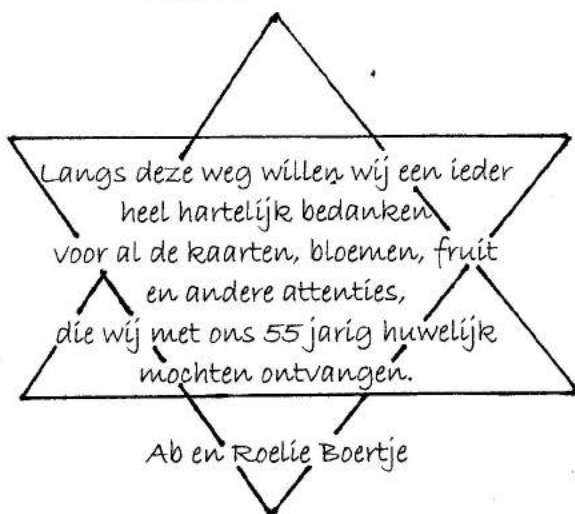 Langs deze weg willen wij een ieder
heel hartelijk bedanken
voor al de kaarten, bloemen, fruit
en andere attenties,
die wij met ons 55 jarig huwelijk
mochten ontvangen.
Ab en Roelie Boertje